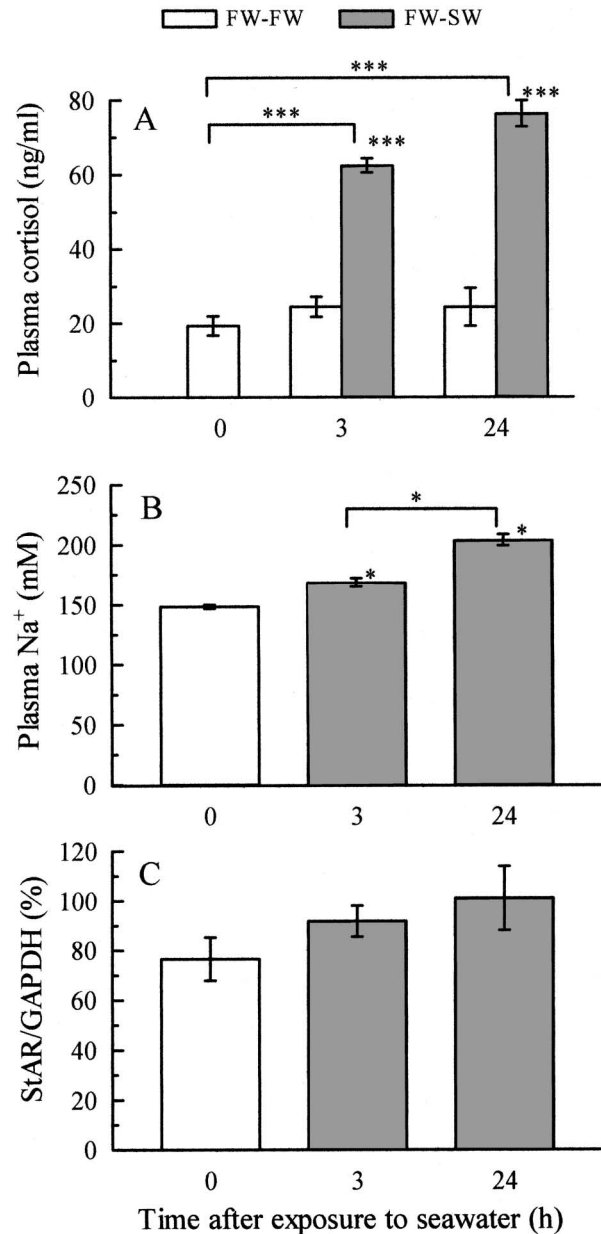 FW-FW FW-SW
A
Plasma cortisol (ng/ml)
80
60
40
20
0
***
***
***
***
0 3 24
B
Plasma Na⁺ (mM)
250
200
150
100
50
0
*
*
*
0 3 24
C
StAR/GAPDH (%)
120
100
80
60
40
20
0
0 3 24
Time after exposure to seawater (h)